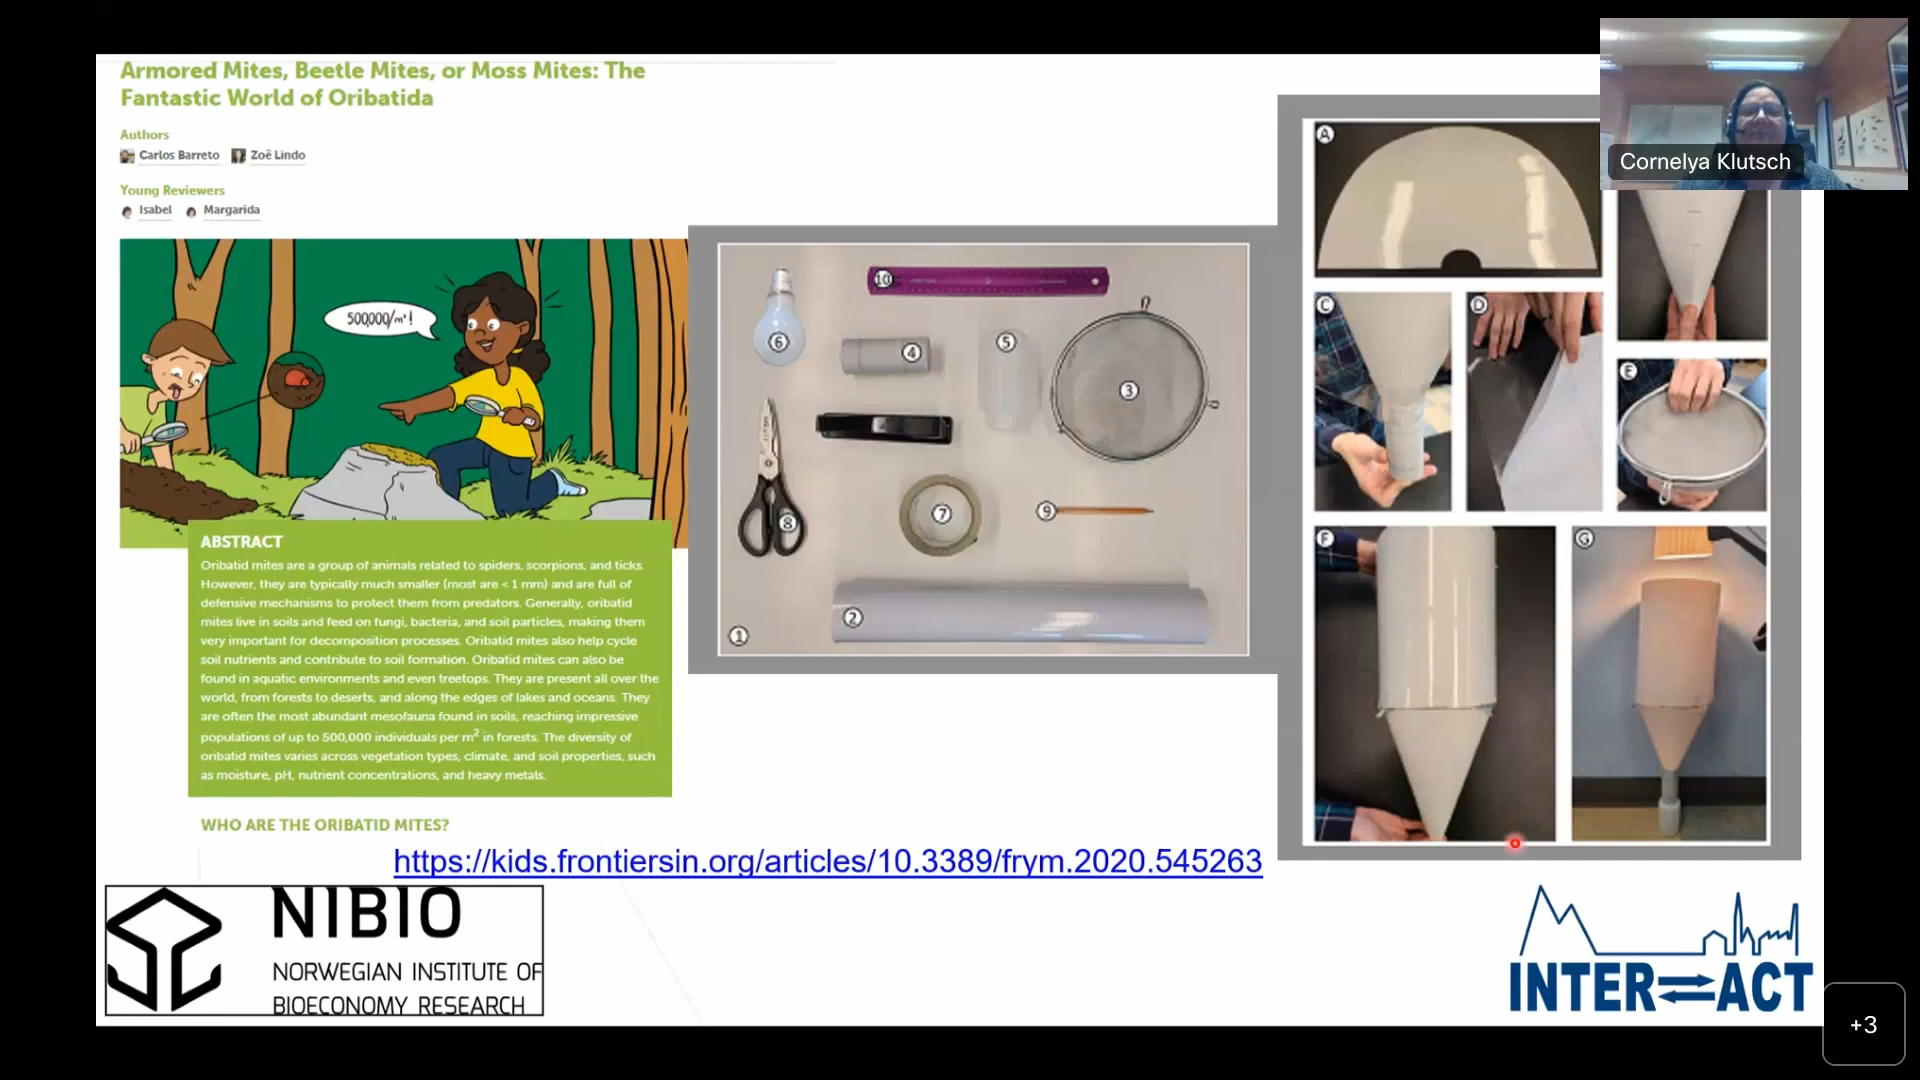 Armored Mites, Beetle Mites, or Moss Mites: The
Fantastic World of Oribatida
Authors
Carlos Barreto Zoë Lindo
Young Reviewers
Isabel Margarida
500,000/m²!
ABSTRACT
Oribatid mites are a group of animals related to spiders, scorpions, and ticks.
However, they are typically much smaller (most are < 1 mm) and are full of
defensive mechanisms to protect them from predators. Generally, oribatid
mites live in soils and feed on fungi, bacteria, and soil particles, making them
very important for decomposition processes. Oribatid mites also help cycle
soil nutrients and contribute to soil formation. Oribatid mites can also be
found in aquatic environments and even treetops. They are present all over the
world, from forests to deserts, and along the edges of lakes and oceans. They
are often the most abundant mesofauna found in soils, reaching impressive
populations of up to 500,000 individuals per m² in forests. The diversity of
oribatid mites varies across vegetation types, climate, and soil properties, such
as moisture, pH, nutrient concentrations, and heavy metals.
WHO ARE THE ORIBATID MITES?
10
6
4
5
3
8
7
9
2
1
A
C
D
E
F
G
Cornelya Klutsch
https://kids.frontiersin.org/articles/10.3389/frym.2020.545263
NIBIO
NORWEGIAN INSTITUTE OF
BIOECONOMY RESEARCH
INTER ACT
+3